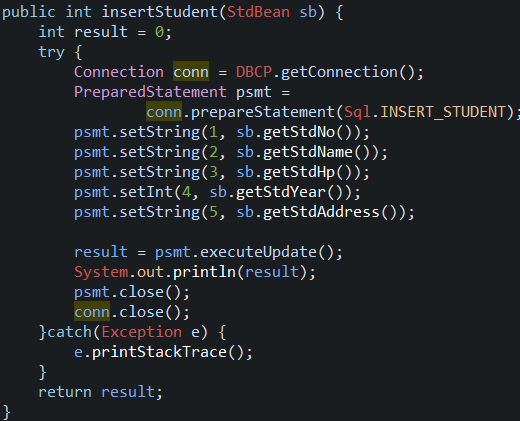 public int insertStudent(StdBean sb) {
    int result = 0;
    try {
        Connection conn = DBCP.getConnection();
        PreparedStatement psmt =
                conn.prepareStatement(Sql.INSERT_STUDENT);
        psmt.setString(1, sb.getStdNo());
        psmt.setString(2, sb.getStdName());
        psmt.setString(3, sb.getStdHp());
        psmt.setInt(4, sb.getStdYear());
        psmt.setString(5, sb.getStdAddress());

        result = psmt.executeUpdate();
        System.out.println(result);
        psmt.close();
        conn.close();
    }catch(Exception e) {
        e.printStackTrace();
    }
    return result;
}